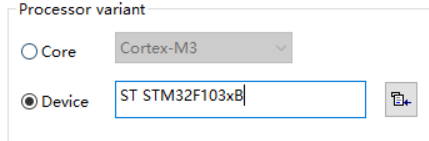 Processor variant
Core
Cortex-M3
Device
ST STM32F103xB